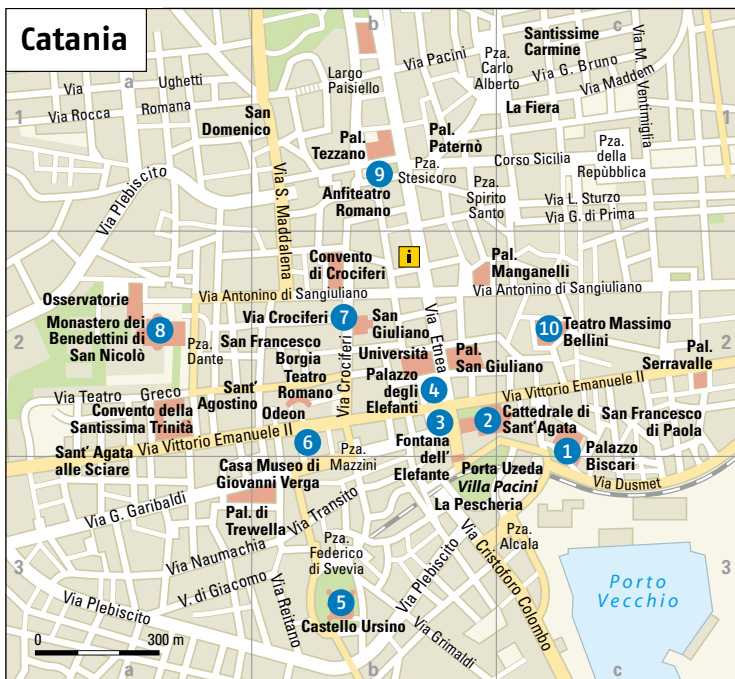 Catania
b
c
a
Santissime
Carmine
Via Pacini
Pza.
Carlo
Alberto
Via G. Bruno
Via Maddem
Via M.
Ventimiglia
Via
Ughetti
Largo
Paisiello
Via Rocca
Romana
1
1
San
Domenico
La Fiera
Pal.
Tezzano
Pal.
Paternò
Pza.
Stesicoro
Corso Sicilia
Pza.
della
Repùbblica
9
Anfiteatro
Romano
Via Plebiscito
Via S. Maddalena
Pza.
Spirito
Santo
Via L. Sturzo
Via G. di Prima
Convento
di Crociferi
i
Pal.
Manganelli
Osservatorie
Via Antonino di Sangiuliano
Via Antonino di Sangiuliano
Monastero dei
Benedettini di
San Nicolò
8
Via Crociferi
7
San
Giuliano
Via Etnea
10
Teatro Massimo
Bellini
2
2
Pza.
Dante
San Francesco
Borgia
Università
Pal.
San Giuliano
Pal.
Serravalle
Via Teatro
Greco
Sant'
Agostino
Teatro
Romano
Via Crociferi
Palazzo
degli
Elefanti
4
Via Vittorio Emanuele II
Convento della
Santissima Trinità
Odeon
Via Vittorio Emanuele II
3
2
Cattedrale di
Sant'Agata
San Francesco
di Paola
Sant' Agata
alle Sciare
6
Pza.
Mazzini
Fontana
dell'
Elefante
1
Palazzo
Biscari
Casa Museo di
Giovanni Verga
Porta Uzeda
Villa Pacini
La Pescheria
Via Dusmet
Via G. Garibaldi
Pal. di
Trewella
Via Transito
Via Naumachia
Pza.
Federico
di Svevia
Via Plebiscito
Via Cristoforo Colombo
Pza.
Alcala
3
3
V. di Giacomo
Via Reitano
Porto
Vecchio
Via Plebiscito
5
Castello Ursino
Via Grimaldi
0
300 m
a
b
c